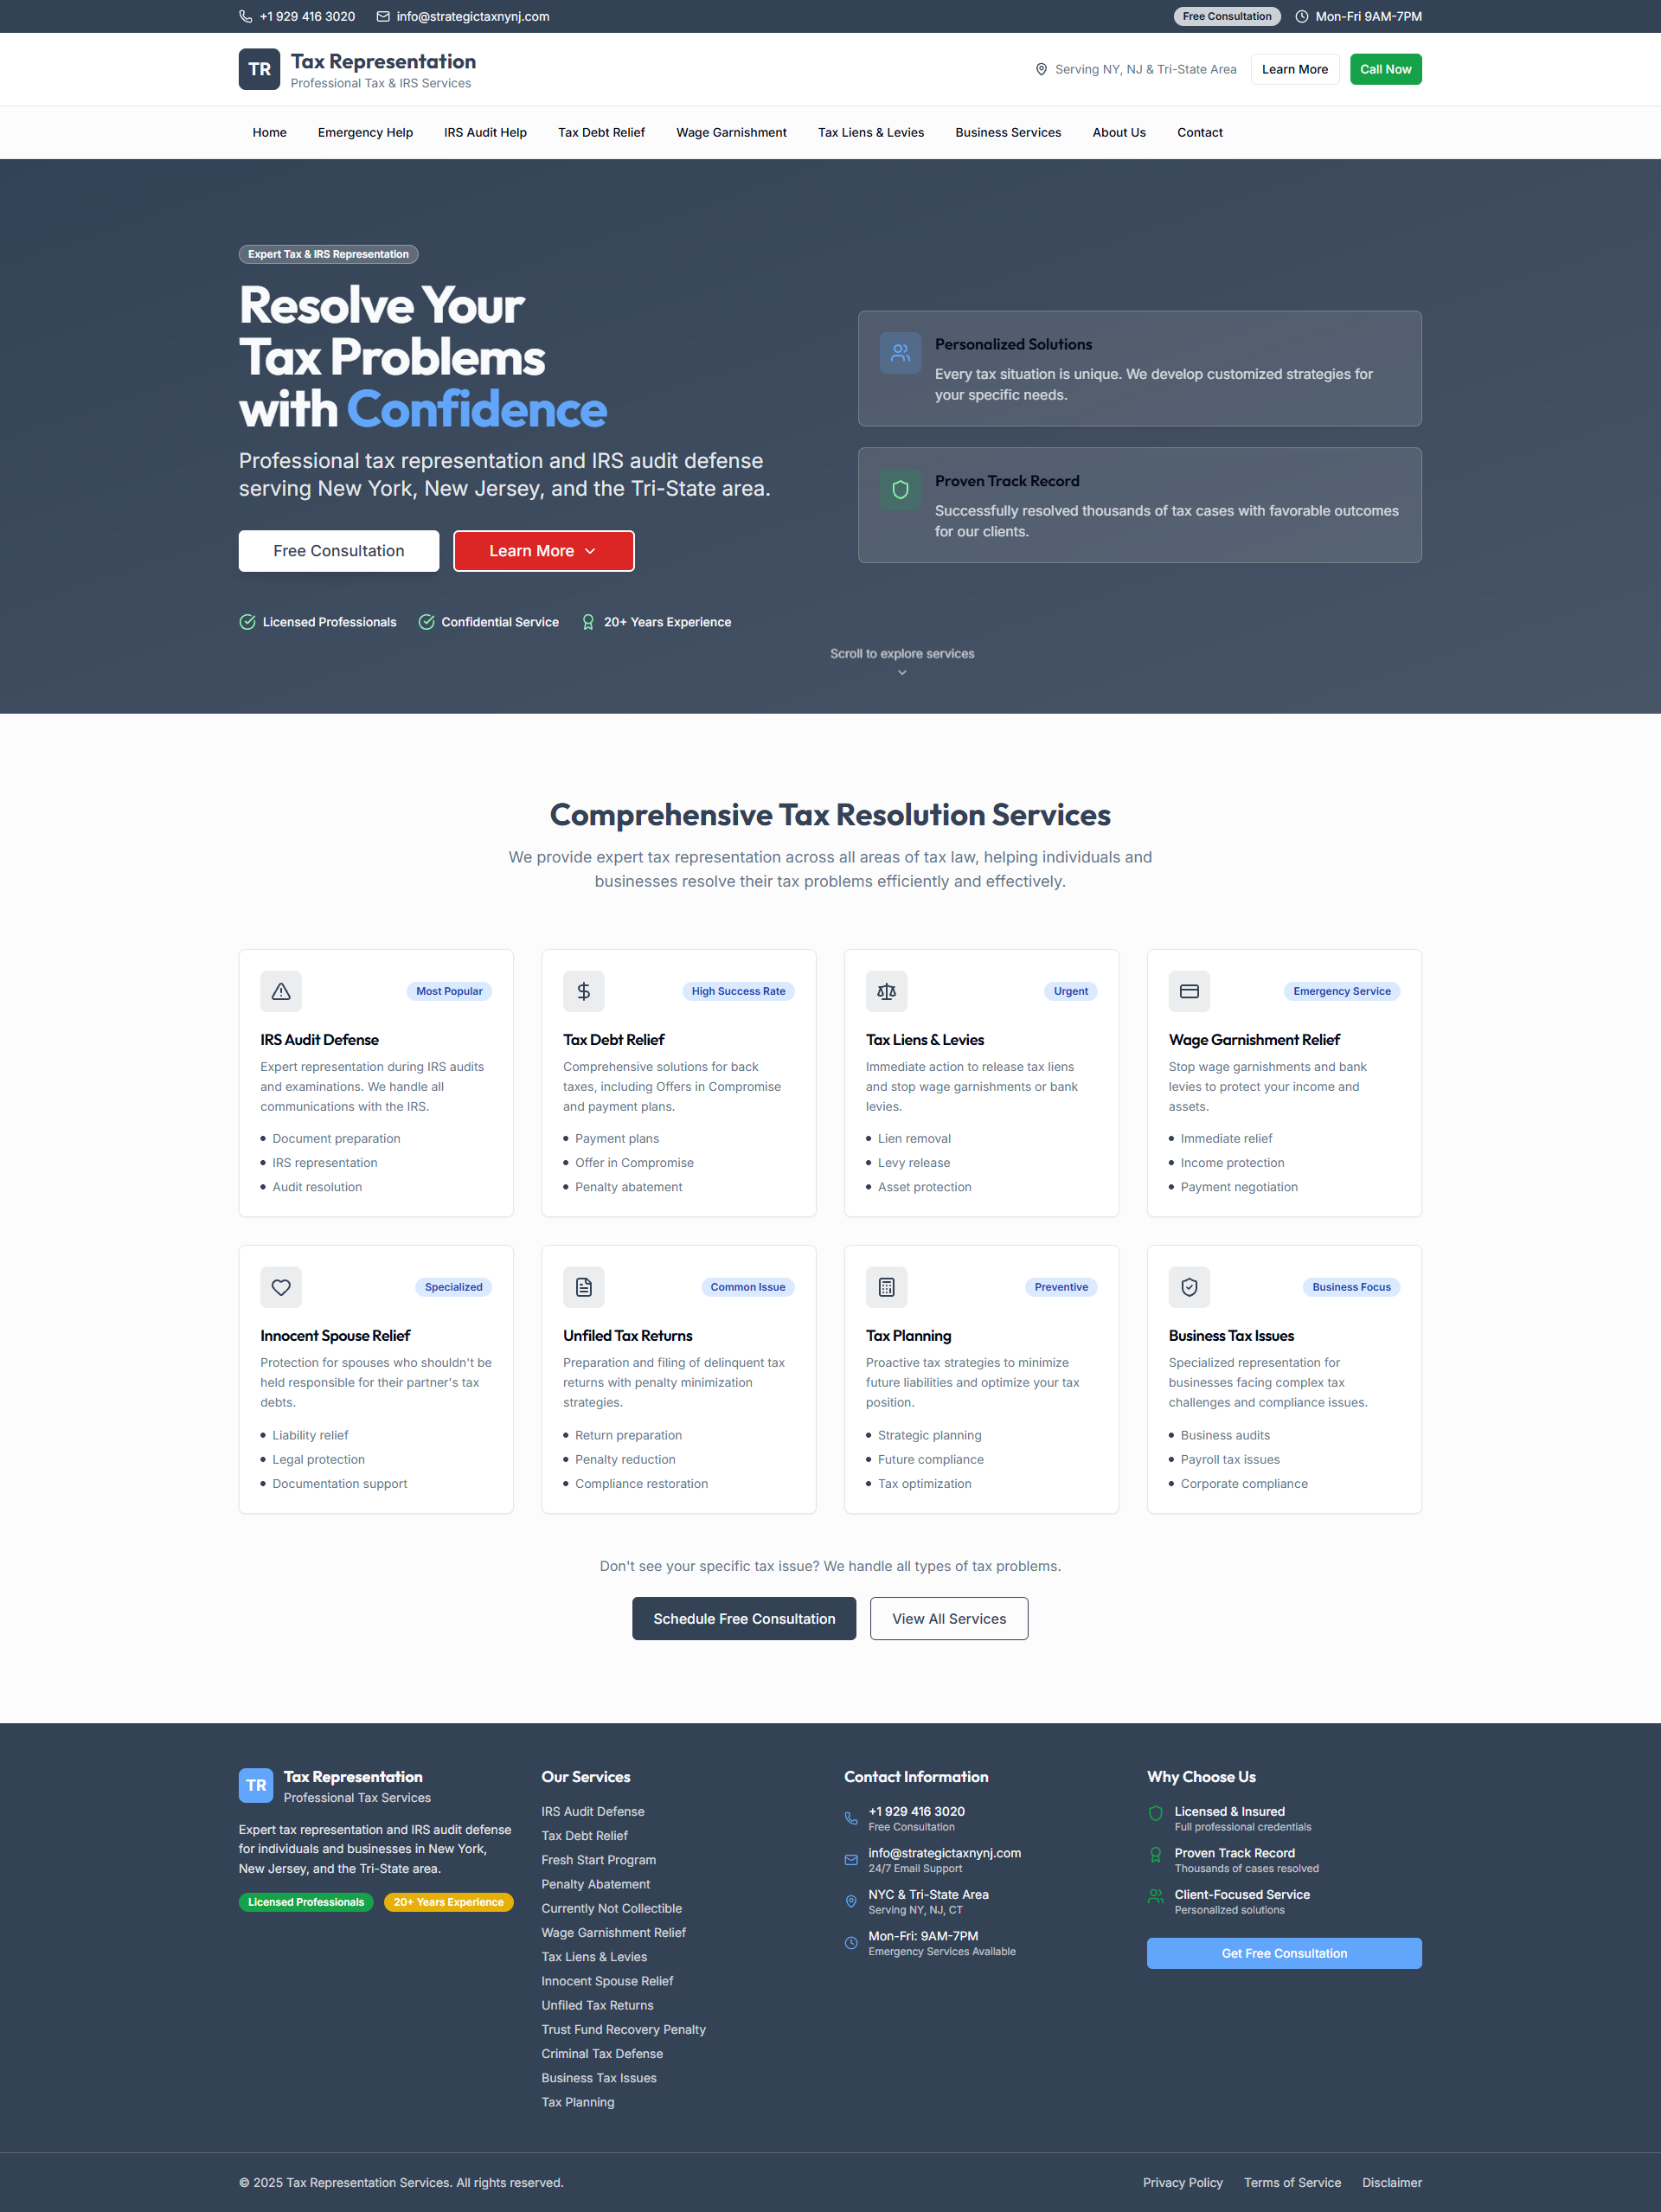 +1 929 416 3020
info@strategictaxnynj.com
Free Consultation
Mon-Fri 9AM-7PM
TR
Tax Representation
Professional Tax & IRS Services
Serving NY, NJ & Tri-State Area
Learn More
Call Now
Home
Emergency Help
IRS Audit Help
Tax Debt Relief
Wage Garnishment
Tax Liens & Levies
Business Services
About Us
Contact
Expert Tax & IRS Representation
Resolve Your
Tax Problems
with Confidence
Professional tax representation and IRS audit defense
serving New York, New Jersey, and the Tri-State area.
Free Consultation
Learn More
Licensed Professionals
Confidential Service
20+ Years Experience
Personalized Solutions
Every tax situation is unique. We develop customized strategies for
your specific needs.
Proven Track Record
Successfully resolved thousands of tax cases with favorable outcomes
for our clients.
Scroll to explore services
Comprehensive Tax Resolution Services
We provide expert tax representation across all areas of tax law, helping individuals and
businesses resolve their tax problems efficiently and effectively.
Most Popular
IRS Audit Defense
Expert representation during IRS audits
and examinations. We handle all
communications with the IRS.
Document preparation
IRS representation
Audit resolution
High Success Rate
Tax Debt Relief
Comprehensive solutions for back
taxes, including Offers in Compromise
and payment plans.
Payment plans
Offer in Compromise
Penalty abatement
Urgent
Tax Liens & Levies
Immediate action to release tax liens
and stop wage garnishments or bank
levies.
Lien removal
Levy release
Asset protection
Emergency Service
Wage Garnishment Relief
Stop wage garnishments and bank
levies to protect your income and
assets.
Immediate relief
Income protection
Payment negotiation
Specialized
Innocent Spouse Relief
Protection for spouses who shouldn't be
held responsible for their partner's tax
debts.
Liability relief
Legal protection
Documentation support
Common Issue
Unfiled Tax Returns
Preparation and filing of delinquent tax
returns with penalty minimization
strategies.
Return preparation
Penalty reduction
Compliance restoration
Preventive
Tax Planning
Proactive tax strategies to minimize
future liabilities and optimize your tax
position.
Strategic planning
Future compliance
Tax optimization
Business Focus
Business Tax Issues
Specialized representation for
businesses facing complex tax
challenges and compliance issues.
Business audits
Payroll tax issues
Corporate compliance
Don't see your specific tax issue? We handle all types of tax problems.
Schedule Free Consultation
View All Services
TR
Tax Representation
Professional Tax Services
Expert tax representation and IRS audit defense
for individuals and businesses in New York,
New Jersey, and the Tri-State area.
Licensed Professionals
20+ Years Experience
Our Services
IRS Audit Defense
Tax Debt Relief
Fresh Start Program
Penalty Abatement
Currently Not Collectible
Wage Garnishment Relief
Tax Liens & Levies
Innocent Spouse Relief
Unfiled Tax Returns
Trust Fund Recovery Penalty
Criminal Tax Defense
Business Tax Issues
Tax Planning
Contact Information
+1 929 416 3020
Free Consultation
info@strategictaxnynj.com
24/7 Email Support
NYC & Tri-State Area
Serving NY, NJ, CT
Mon-Fri: 9AM-7PM
Emergency Services Available
Why Choose Us
Licensed & Insured
Full professional credentials
Proven Track Record
Thousands of cases resolved
Client-Focused Service
Personalized solutions
Get Free Consultation
© 2025 Tax Representation Services. All rights reserved.
Privacy Policy
Terms of Service
Disclaimer